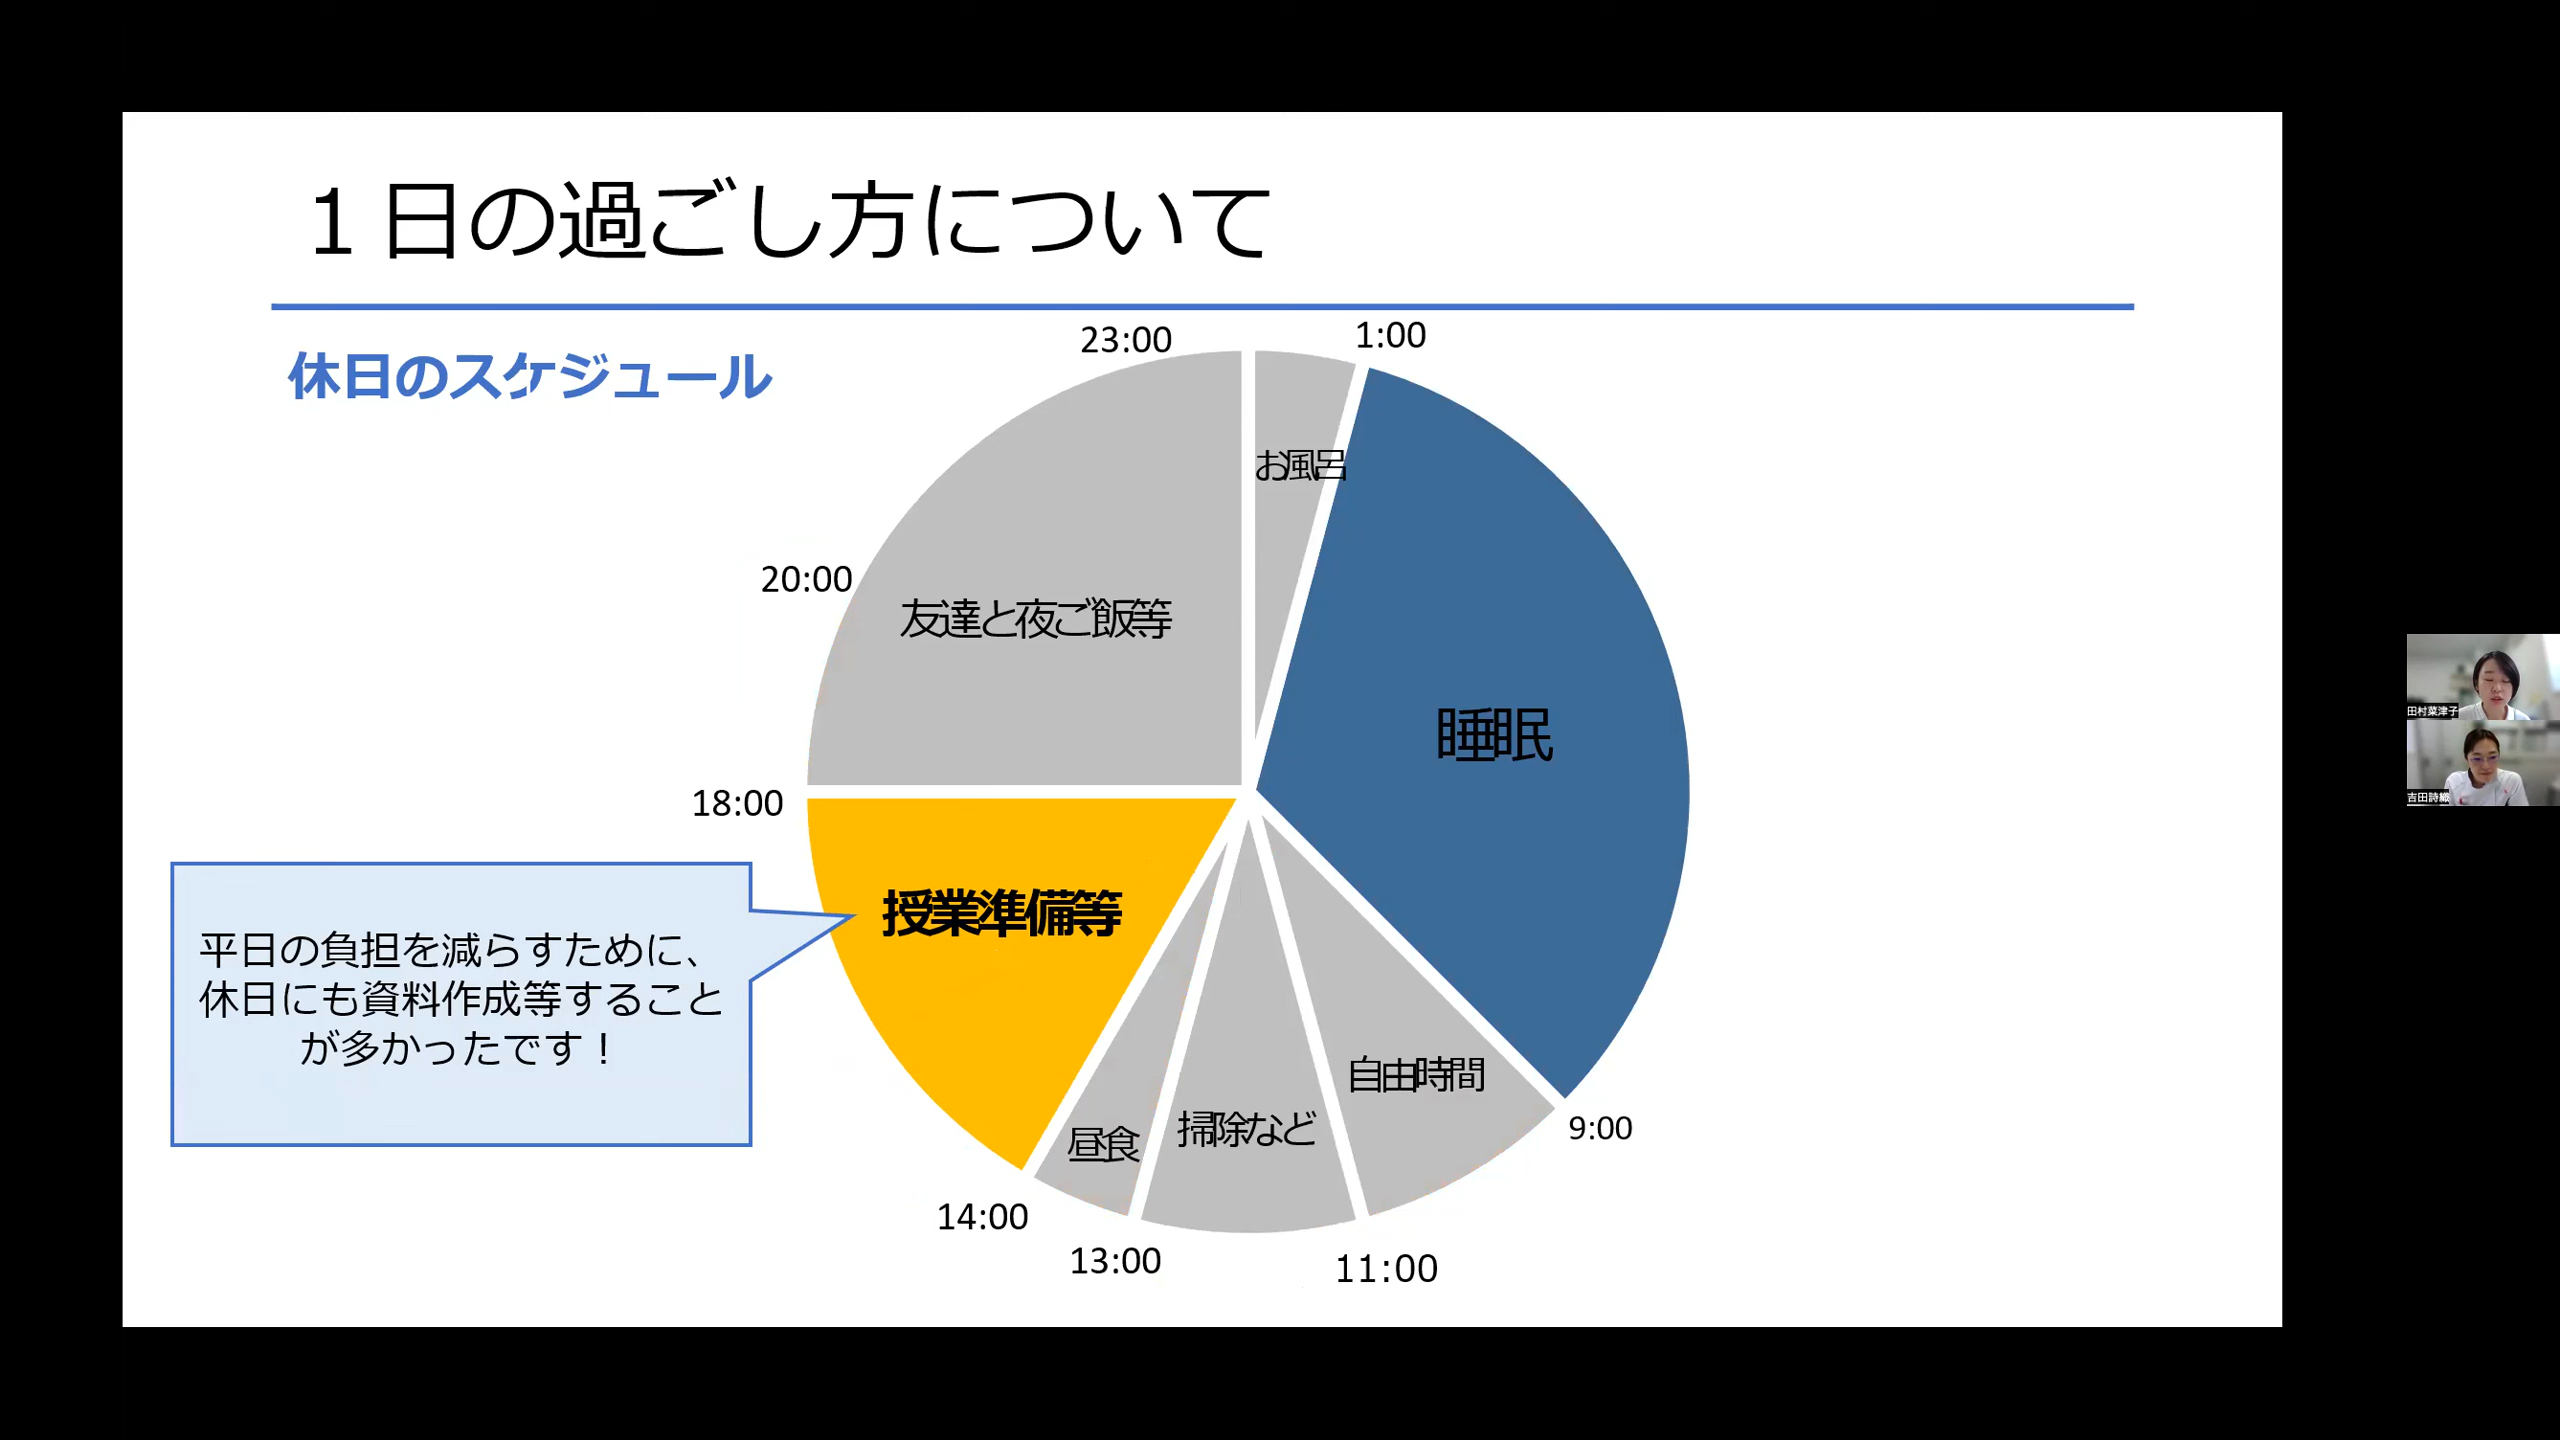 １日の過ごし方について
休日のスケジュール
23:00
1:00
お風呂
20:00
友達と夜ご飯等
睡眠
田村菜津子
吉田詩織
18:00
授業準備等
平日の負担を減らすために、
休日にも資料作成等すること
が多かったです！
自由時間
掃除など
昼食
9:00
14:00
13:00
11:00